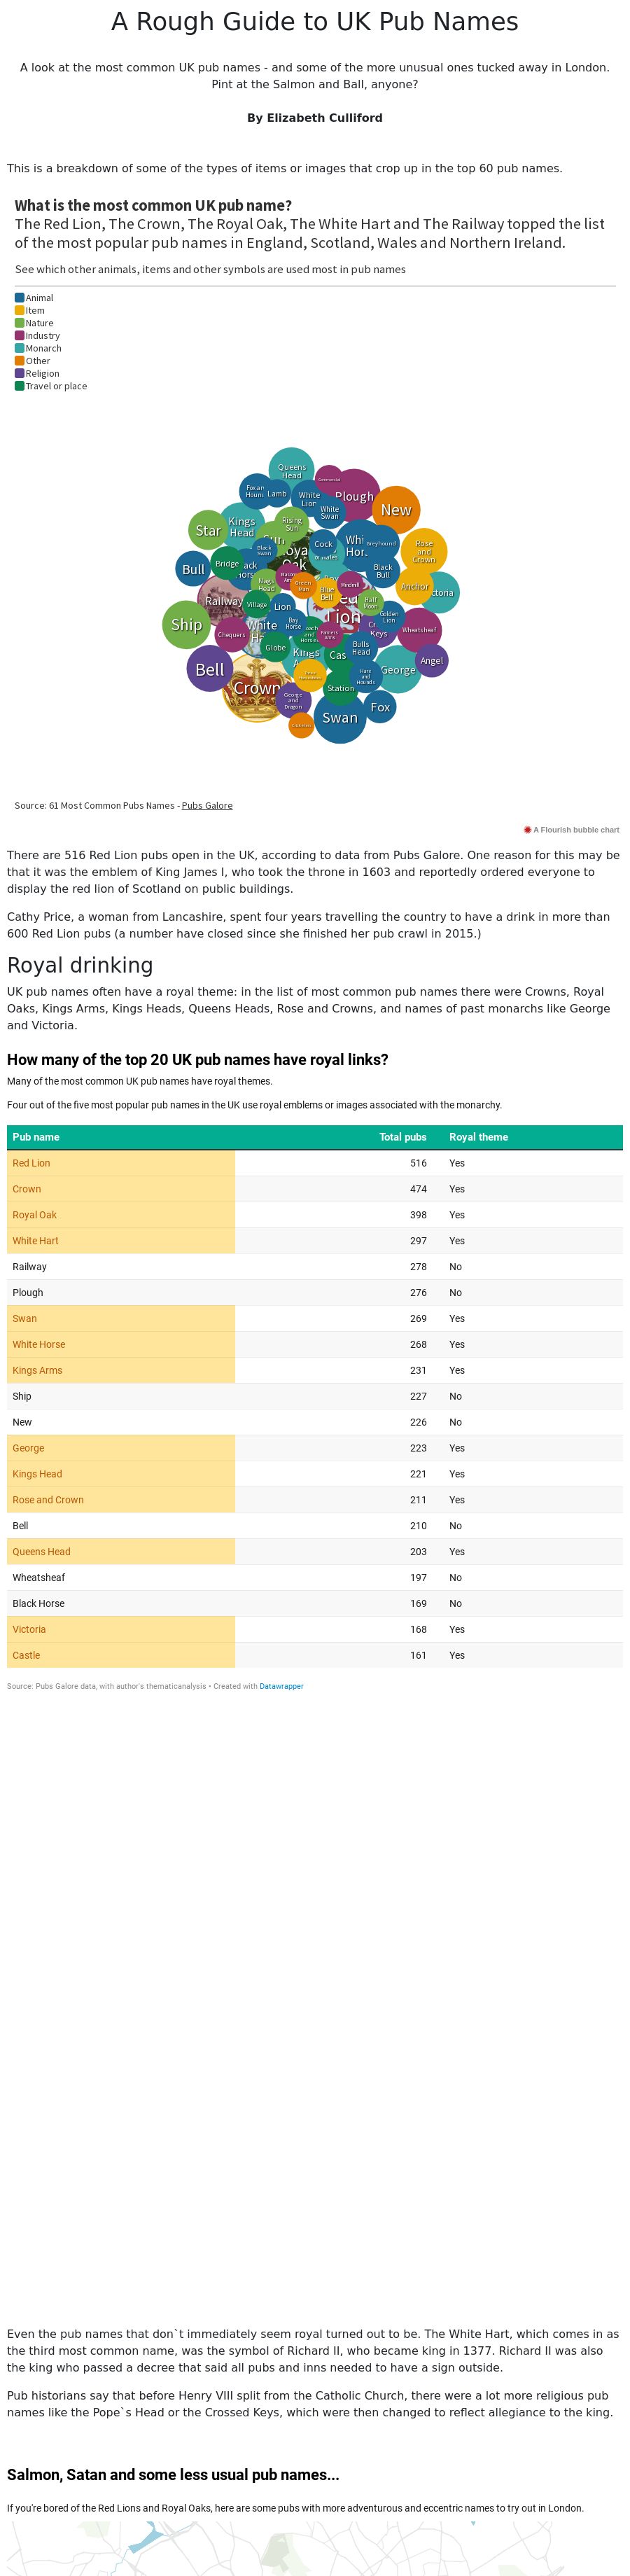 A Rough Guide to UK Pub Names
A look at the most common UK pub names - and some of the more unusual ones tucked away in London.
Pint at the Salmon and Ball, anyone?
By Elizabeth Culliford
This is a breakdown of some of the types of items or images that crop up in the top 60 pub names.
What is the most common UK pub name?
The Red Lion, The Crown, The Royal Oak, The White Hart and The Railway topped the list
of the most popular pub names in England, Scotland, Wales and Northern Ireland.
See which other animals, items and other symbols are used most in pub names
Animal
Item
Nature
Industry
Monarch
Other
Religion
Travel or place
Queens
Head
Fox an
Hound
Lamb
White
Lion
White
Swan
Plough
New
Star
Kings
Head
Rising
Sun
Black
Swan
Cock
Whi
Hor
Greyhound
Rose
and
Crown
Bull
Bridge
Black
Bull
Anchor
toria
Nags
Head
Green
Man
Blue
Bell
Woolpack
Half
Moon
Railway
Village
Lion
Lion
Golden
Lion
Ship
Chequers
White
Bay
Horse
Keys
Wheatsheaf
Globe
Kings
Cas
Bulls
Head
Angel
Bell
Crown
Station
Hare
and
Hounds
George
George
and
Dragon
Swan
Fox
Source: 61 Most Common Pubs Names - Pubs Galore
A Flourish bubble chart
There are 516 Red Lion pubs open in the UK, according to data from Pubs Galore. One reason for this may be
that it was the emblem of King James I, who took the throne in 1603 and reportedly ordered everyone to
display the red lion of Scotland on public buildings.
Cathy Price, a woman from Lancashire, spent four years travelling the country to have a drink in more than
600 Red Lion pubs (a number have closed since she finished her pub crawl in 2015.)
Royal drinking
UK pub names often have a royal theme: in the list of most common pub names there were Crowns, Royal
Oaks, Kings Arms, Kings Heads, Queens Heads, Rose and Crowns, and names of past monarchs like George
and Victoria.
How many of the top 20 UK pub names have royal links?
Many of the most common UK pub names have royal themes.
Four out of the five most popular pub names in the UK use royal emblems or images associated with the monarchy.
Pub name Total pubs Royal theme
Red Lion 516 Yes
Crown 474 Yes
Royal Oak 398 Yes
White Hart 297 Yes
Railway 278 No
Plough 276 No
Swan 269 Yes
White Horse 268 Yes
Kings Arms 231 Yes
Ship 227 No
New 226 No
George 223 Yes
Kings Head 221 Yes
Rose and Crown 211 Yes
Bell 210 No
Queens Head 203 Yes
Wheatsheaf 197 No
Black Horse 169 No
Victoria 168 Yes
Castle 161 Yes
Source: Pubs Galore data, with author's thematicanalysis • Created with Datawrapper
Even the pub names that don`t immediately seem royal turned out to be. The White Hart, which comes in as
the third most common name, was the symbol of Richard II, who became king in 1377. Richard II was also
the king who passed a decree that said all pubs and inns needed to have a sign outside.
Pub historians say that before Henry VIII split from the Catholic Church, there were a lot more religious pub
names like the Pope`s Head or the Crossed Keys, which were then changed to reflect allegiance to the king.
Salmon, Satan and some less usual pub names...
If you're bored of the Red Lions and Royal Oaks, here are some pubs with more adventurous and eccentric names to try out in London.